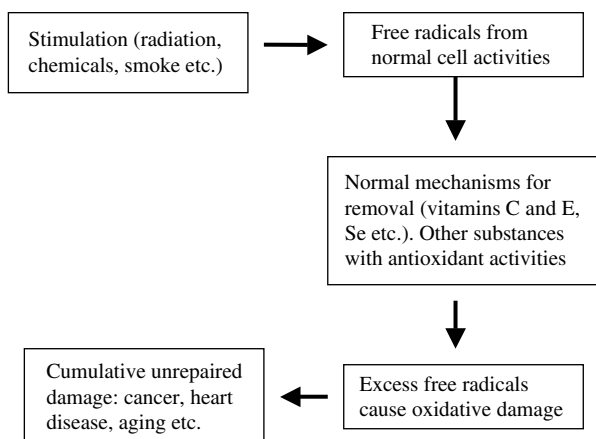 Stimulation (radiation,
chemicals, smoke etc.)
Free radicals from
normal cell activities
Normal mechanisms for
removal (vitamins C and E,
Se etc.). Other substances
with antioxidant activities
Excess free radicals
cause oxidative damage
Cumulative unrepaired
damage: cancer, heart
disease, aging etc.